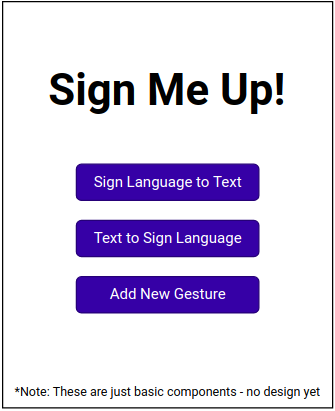 Sign Me Up!
Sign Language to Text
Text to Sign Language
Add New Gesture
*Note: These are just basic components - no design yet